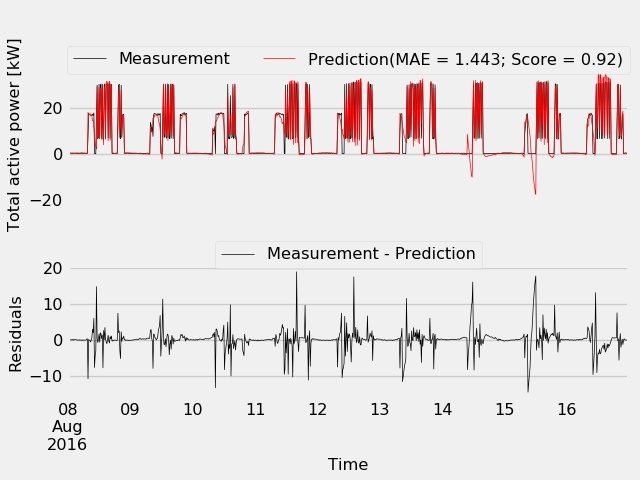 Total active power [kW]
Measurement
Prediction(MAE = 1.443; Score = 0.92)
20
0
−20
Residuals
Measurement - Prediction
20
10
0
−10
08 09 10 11 12 13 14 15 16
Aug
2016
Time